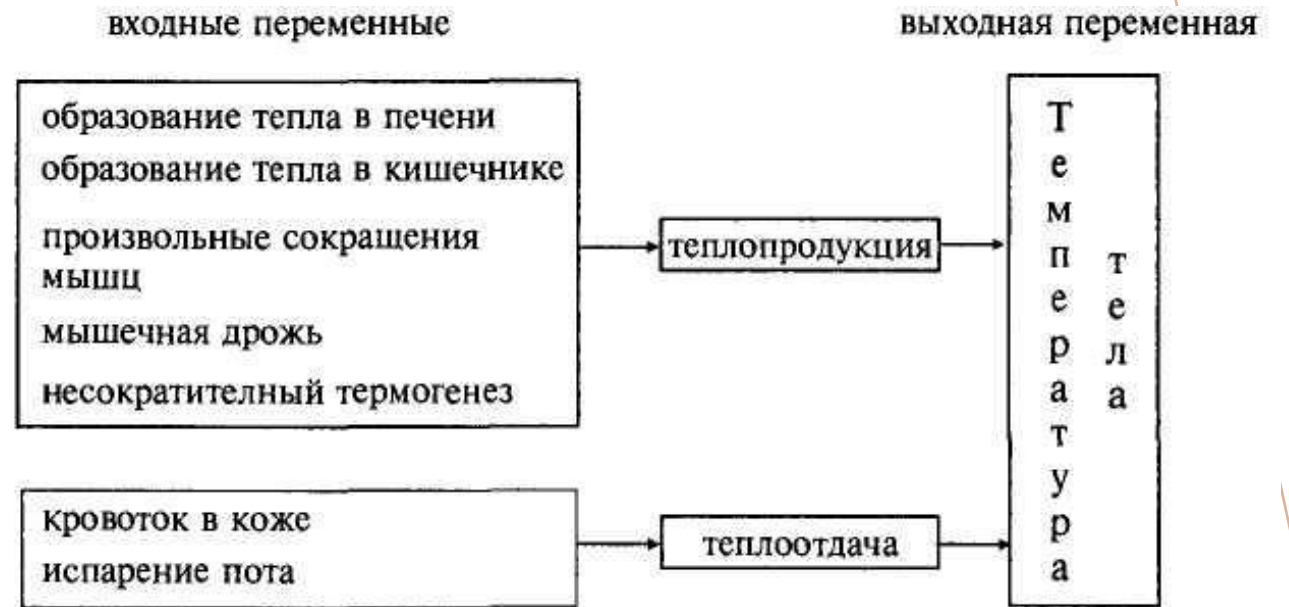 входные переменные
выходная переменная
образование тепла в печени
образование тепла в кишечнике
произвольные сокращения
мышц
мышечная дрожь
несократителный термогенез
теплопродукция
кровоток в коже
испарение пота
теплоотдача
Температура
тела